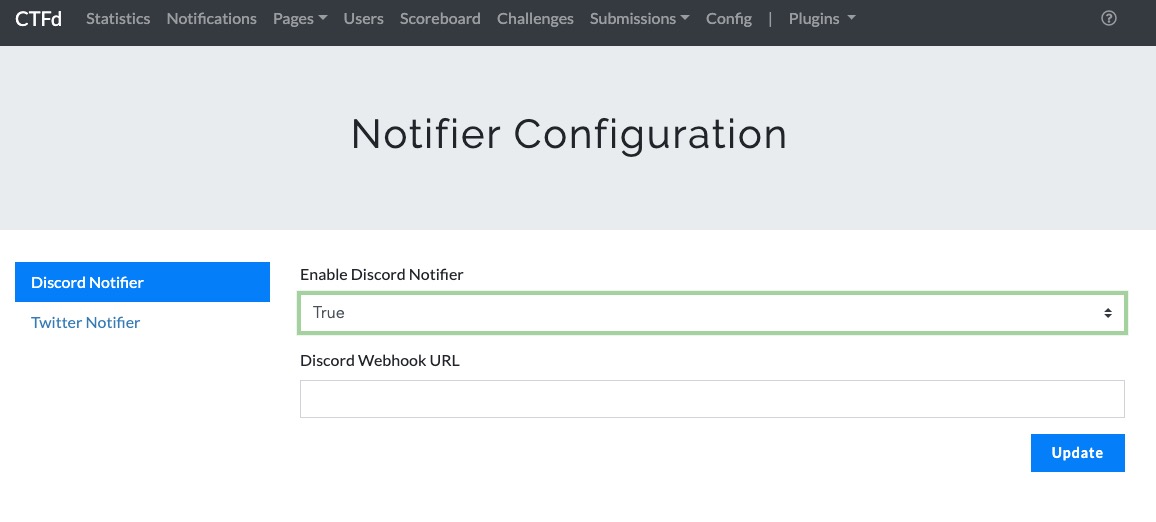 CTFd Statistics Notifications Pages Users Scoreboard Challenges Submissions Config | Plugins ?
Notifier Configuration
Discord Notifier
Twitter Notifier
Enable Discord Notifier
True
Discord Webhook URL
Update